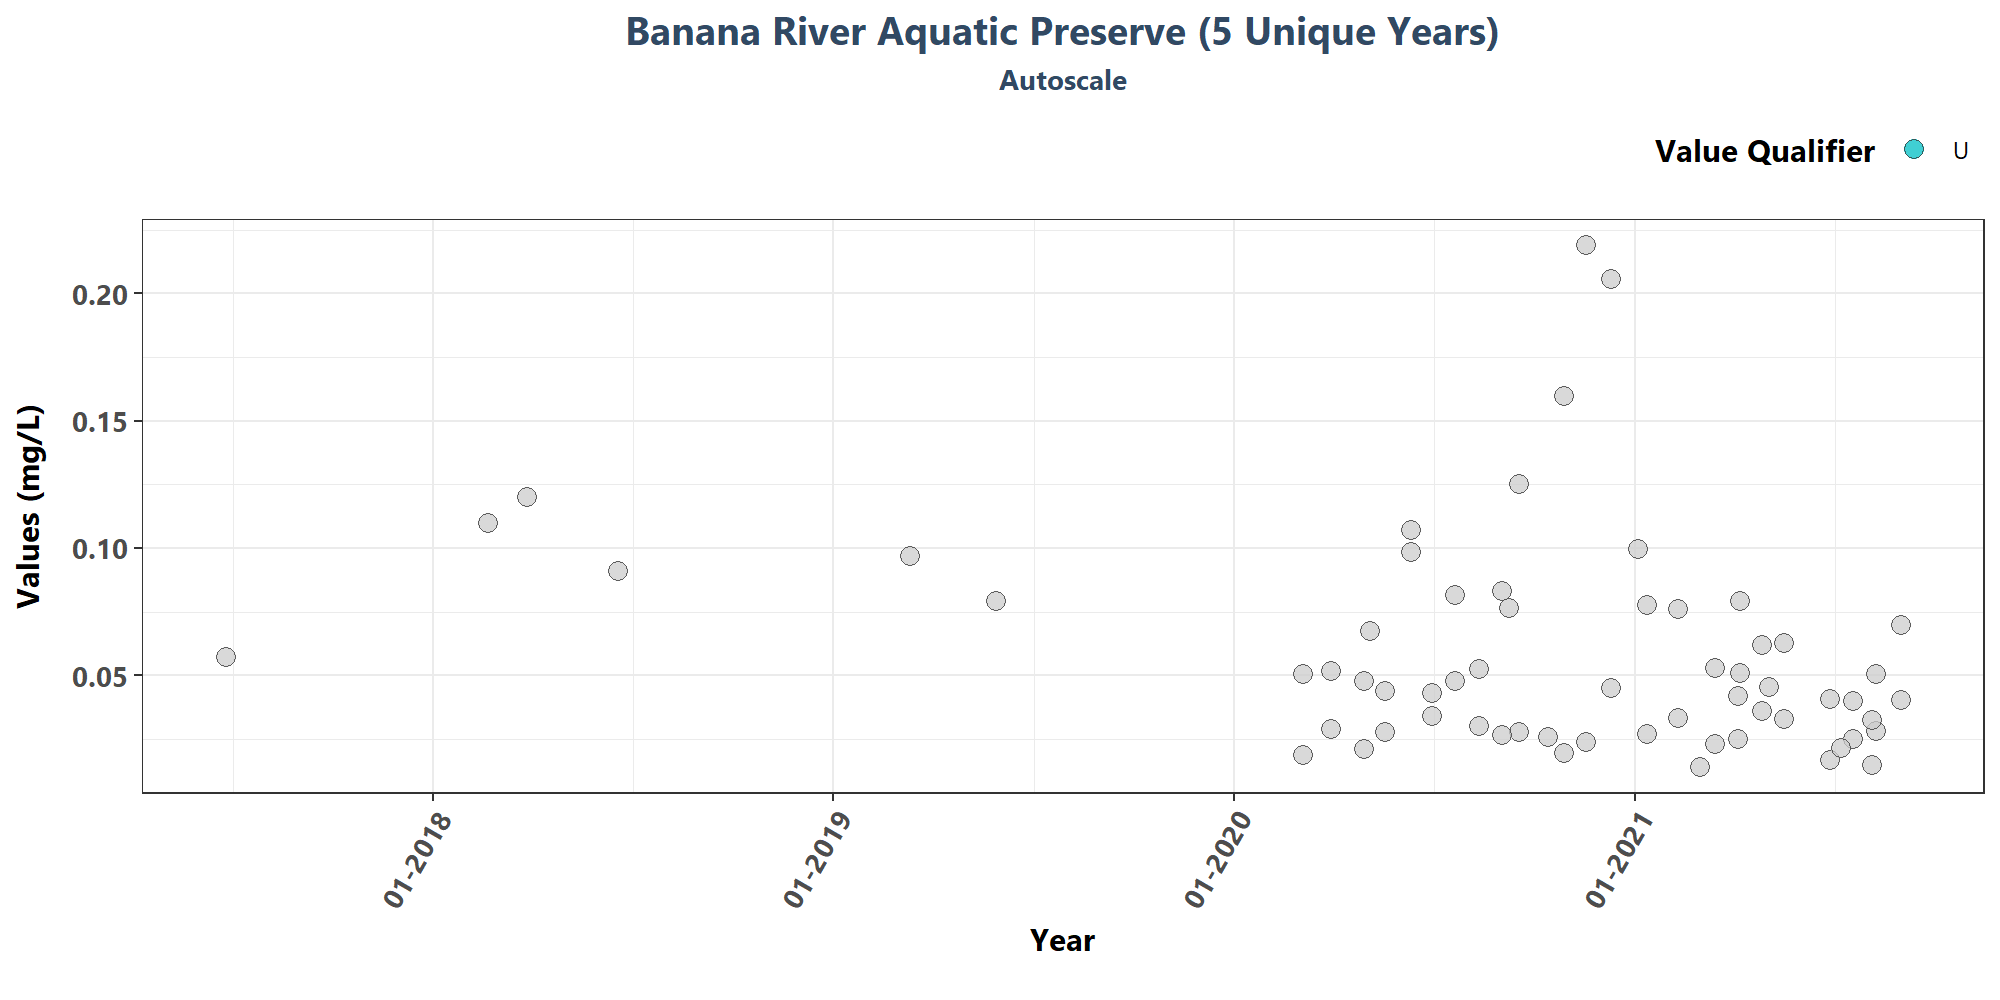 Banana River Aquatic Preserve (5 Unique Years)
Autoscale
Value Qualifier U
0.20
0.15
0.10
0.05
Values (mg/L)
01-2018 01-2019 01-2020 01-2021
Year